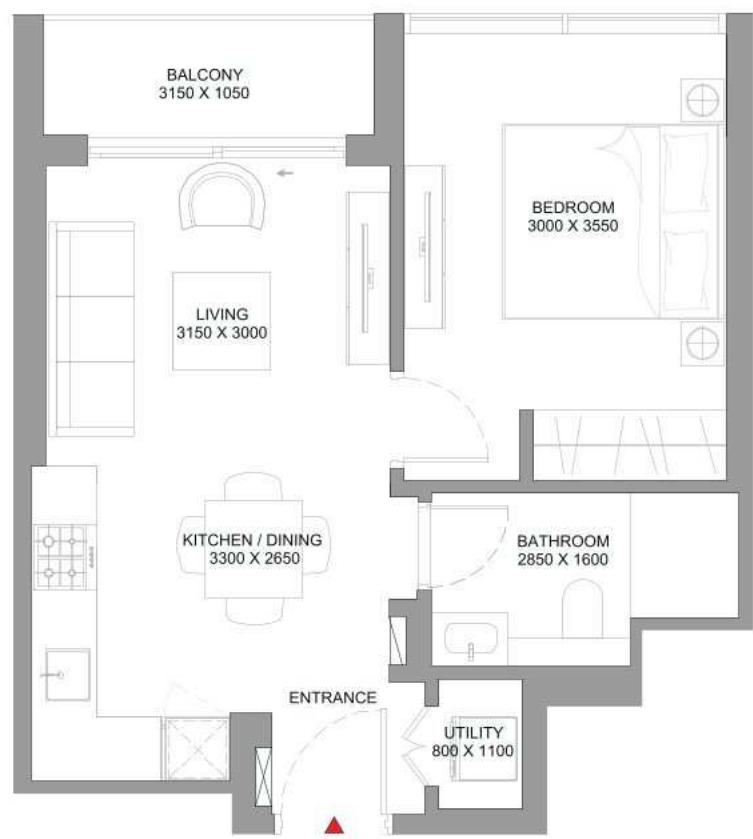 BALCONY
3150 X 1050
BEDROOM
3000 X 3550
LIVING
3150 X 3000
KITCHEN / DINING
3300 X 2650
BATHROOM
2850 X 1600
ENTRANCE
UTILITY
800 X 1100